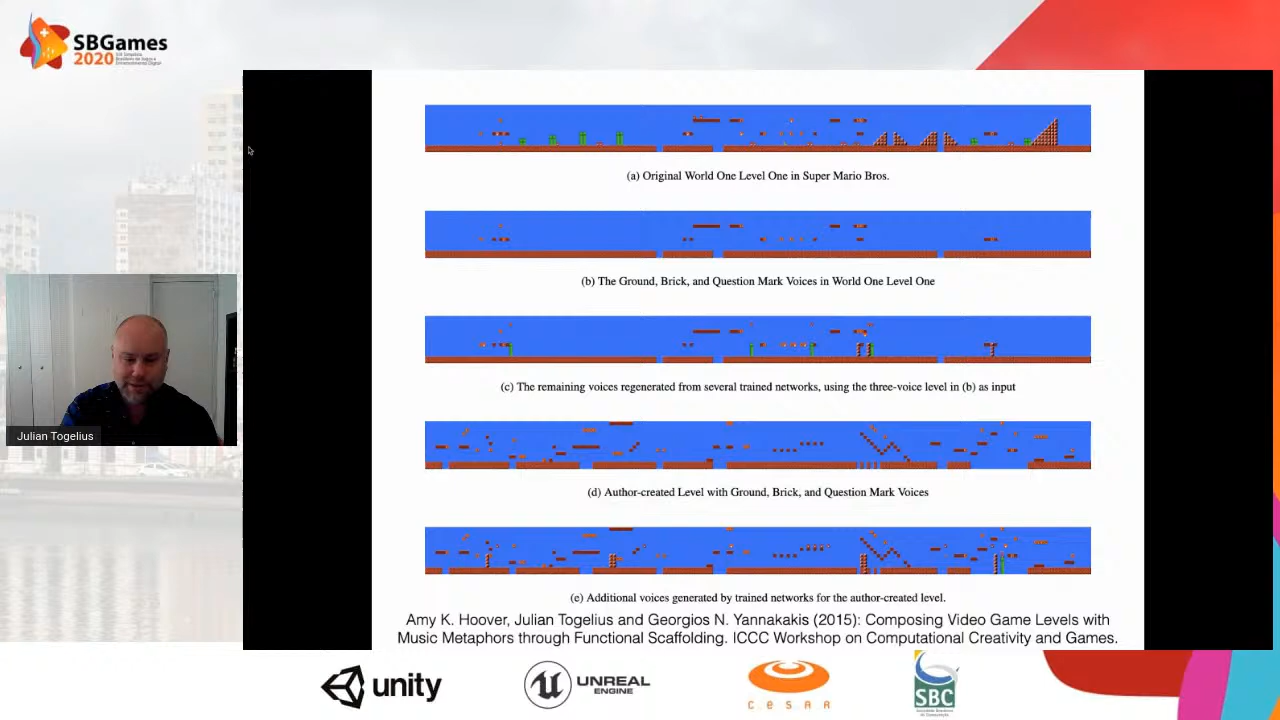 SBGames
2020
(a) Original World One Level One in Super Mario Bros.
(b) The Ground, Brick, and Question Mark Voices in World One Level One
(c) The remaining voices regenerated from several trained networks, using the three-voice level in (b) as input
Julian Togelius
(d) Author-created Level with Ground, Brick, and Question Mark Voices
(e) Additional voices generated by trained networks for the author-created level.
Amy K. Hoover, Julian Togelius and Georgios N. Yannakakis (2015): Composing Video Game Levels with
Music Metaphors through Functional Scaffolding. ICCC Workshop on Computational Creativity and Games.
unity
UNREAL
ENGINE
CESAR
SBC